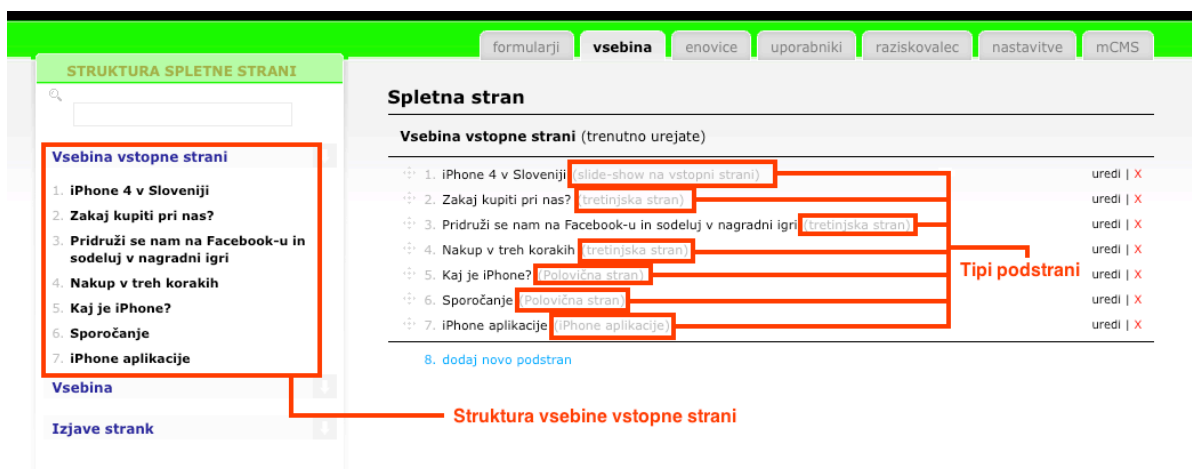 formularji vsebina enovice uporabniki raziskovalec nastavitve mCMS
STRUKTURA SPLETNE STRANI
Vsebina vstopne strani
1. iPhone 4 v Sloveniji
2. Zakaj kupiti pri nas?
3. Pridruži se nam na Facebook-u in
sodeluj v nagradni igri
4. Nakup v treh korakih
5. Kaj je iPhone?
6. Sporočanje
7. iPhone aplikacije
Vsebina
Izjave strank
Spletna stran
Vsebina vstopne strani (trenutno urejate)
1. iPhone 4 v Sloveniji (slide-show na vstopni strani) uredi | X
2. Zakaj kupiti pri nas? (tretinjska stran) uredi | X
3. Pridruži se nam na Facebook-u in sodeluj v nagradni igri (tretinjska stran) uredi | X
4. Nakup v treh korakih (tretinjska stran) uredi | X
5. Kaj je iPhone? (Polovična stran) uredi | X
6. Sporočanje (Polovična stran) uredi | X
7. iPhone aplikacije (iPhone aplikacije) uredi | X
8. dodaj novo podstran
Tipi podstrani
Struktura vsebine vstopne strani